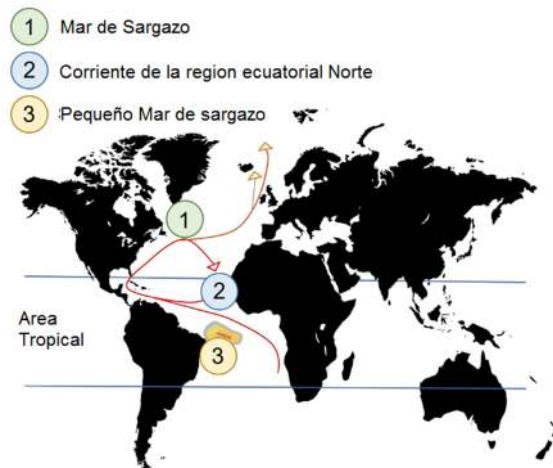 1 Mar de Sargazo
2 Corriente de la region ecuatorial Norte
3 Pequeño Mar de sargazo
1
2
Area
Tropical
3